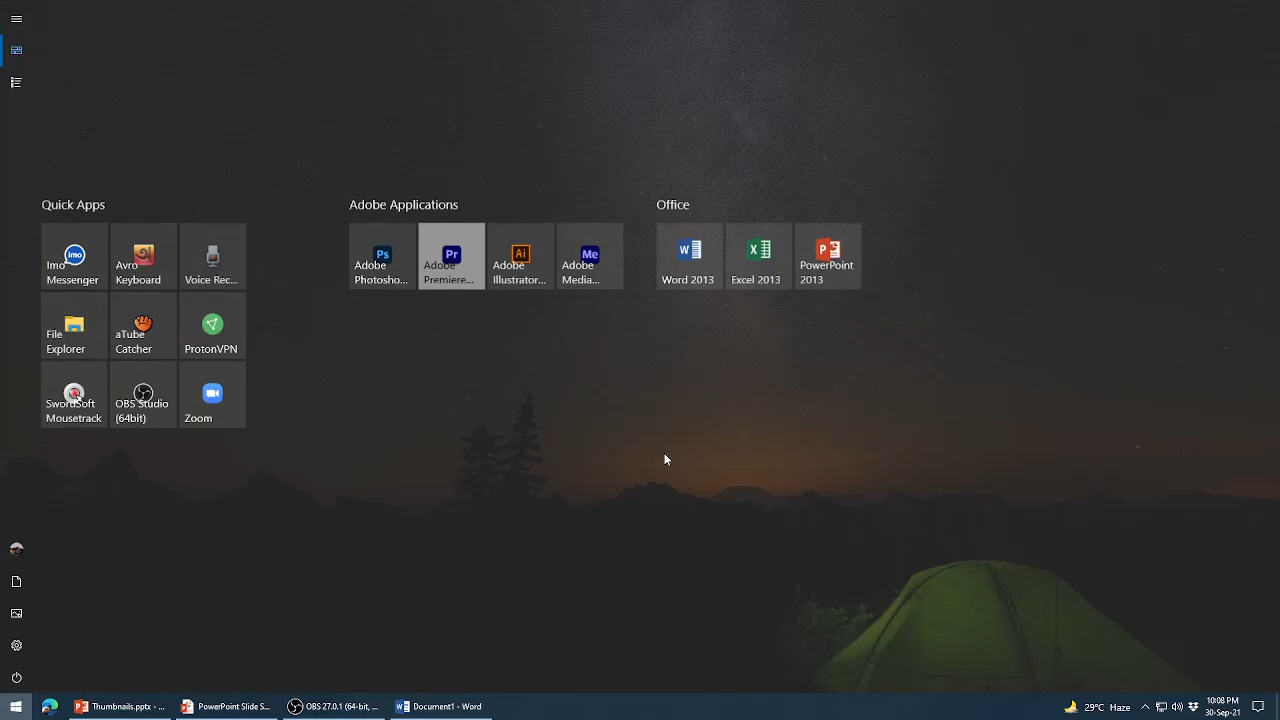 Quick Apps
Adobe Applications
Office
imo
Imo
Messenger
Avro
Keyboard
Voice Rec...
Ps
Adobe
Photosho...
Pr
Adobe
Premiere...
Ai
Adobe
Illustrator...
Me
Adobe
Media...
Word 2013
Excel 2013
PowerPoint
2013
File
Explorer
aTube
Catcher
ProtonVPN
SwordSoft
Mousetrack
OBS Studio
(64bit)
Zoom
Thumbnails.pptx - ...
PowerPoint Slide S...
OBS 27.0.1 (64-bit, ...
Document1 - Word
29°C Haze
10:08 PM
30-Sep-21